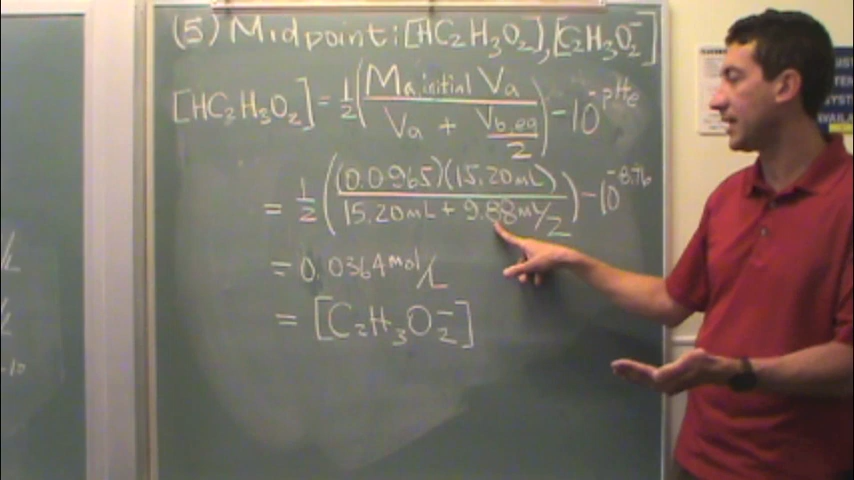 (5) Midpoint: [HC₂H₃O₂], [C₂H₃O₂⁻]
[HC₂H₃O₂] = 1/2 (Ma,initial Va / (Va + Vb,eq/2)) - 10^-pHe
= 1/2 ((0.0965)(15.20mL) / (15.20mL + 9.88mL/2)) - 10^-8.76
= 0.0364 mol/L
= [C₂H₃O₂⁻]